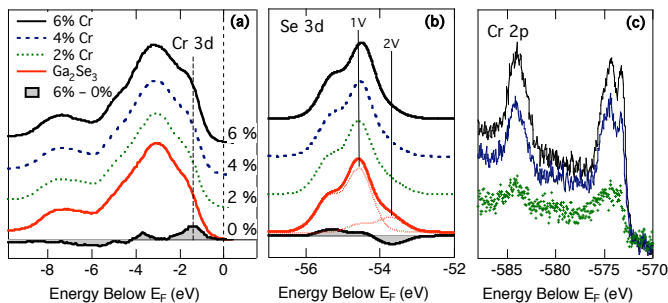 6% Cr
4% Cr
2% Cr
Ga2Se3
6% – 0%
(a)
Cr 3d
6 %
4 %
2 %
0 %
-8
-6
-4
-2
0
Energy Below EF (eV)
Se 3d
1V
(b)
2V
-56
-54
-52
Energy Below EF (eV)
Cr 2p
(c)
-585
-575
-570
Energy Below EF (eV)